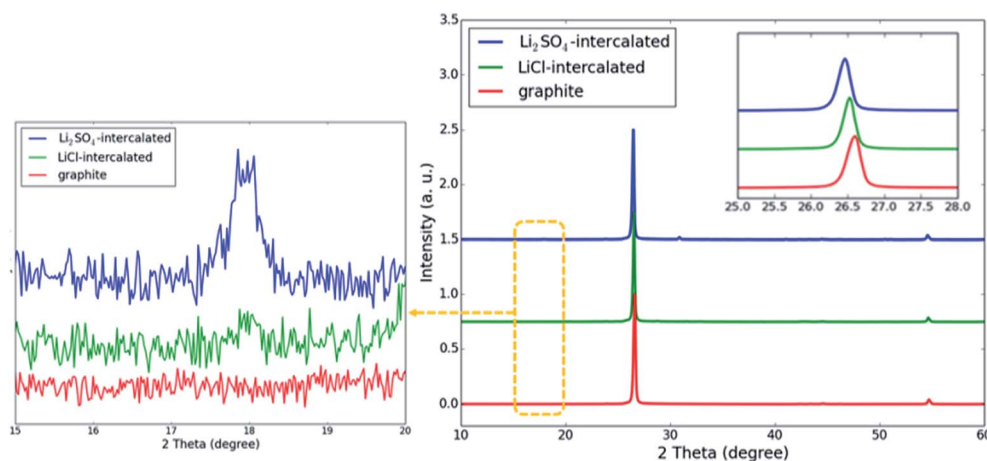 Li₂SO₄-intercalated
LiCl-intercalated
graphite
15 16 17 18 19 20
2 Theta (degree)
3.5
3.0
2.5
2.0
1.5
1.0
0.5
0.0
Intensity (a. u.)
Li₂SO₄-intercalated
LiCl-intercalated
graphite
25.0 25.5 26.0 26.5 27.0 27.5 28.0
10 20 30 40 50 60
2 Theta (degree)